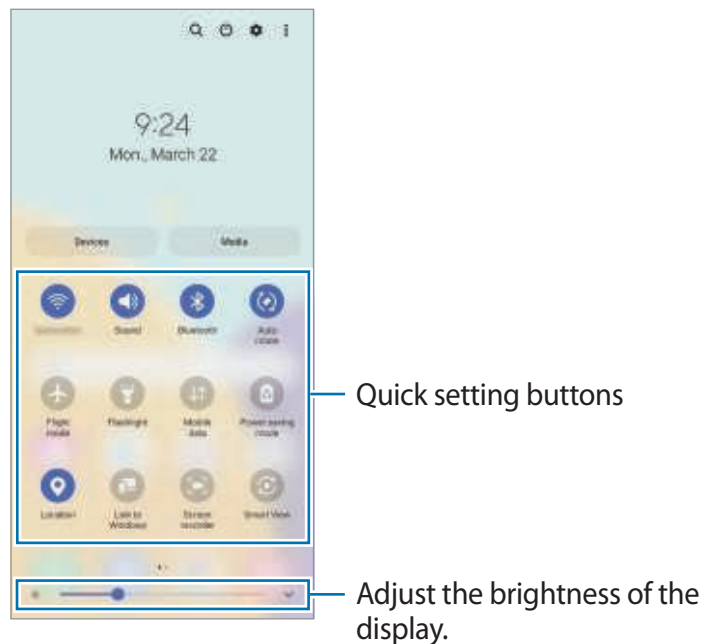 9:24
Mon., March 22
Devices Media
Sound Bluetooth Auto
rotate
Flight
mode Flashlight Mobile
data Power saving
mode
Location Link to
Windows Screen
recorder Smart View
Quick setting buttons
Adjust the brightness of the
display.